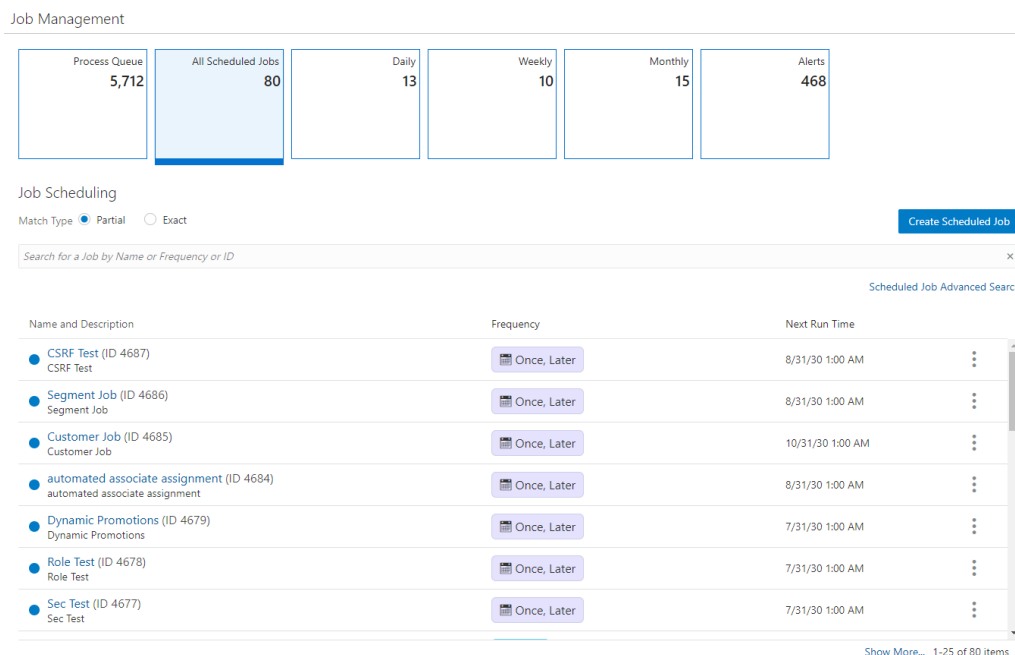 Job Management
Process Queue
5,712
All Scheduled Jobs
80
Daily
13
Weekly
10
Monthly
15
Alerts
468
Job Scheduling
Match Type Partial Exact
Create Scheduled Job
Search for a Job by Name or Frequency or ID
×
Scheduled Job Advanced Searc
Name and Description Frequency Next Run Time
CSRF Test (ID 4687)
CSRF Test
Once, Later
8/31/30 1:00 AM
Segment Job (ID 4686)
Segment Job
Once, Later
8/31/30 1:00 AM
Customer Job (ID 4685)
Customer Job
Once, Later
10/31/30 1:00 AM
automated associate assignment (ID 4684)
automated associate assignment
Once, Later
8/31/30 1:00 AM
Dynamic Promotions (ID 4679)
Dynamic Promotions
Once, Later
7/31/30 1:00 AM
Role Test (ID 4678)
Role Test
Once, Later
7/31/30 1:00 AM
Sec Test (ID 4677)
Sec Test
Once, Later
7/31/30 1:00 AM
Show More... 1-25 of 80 items